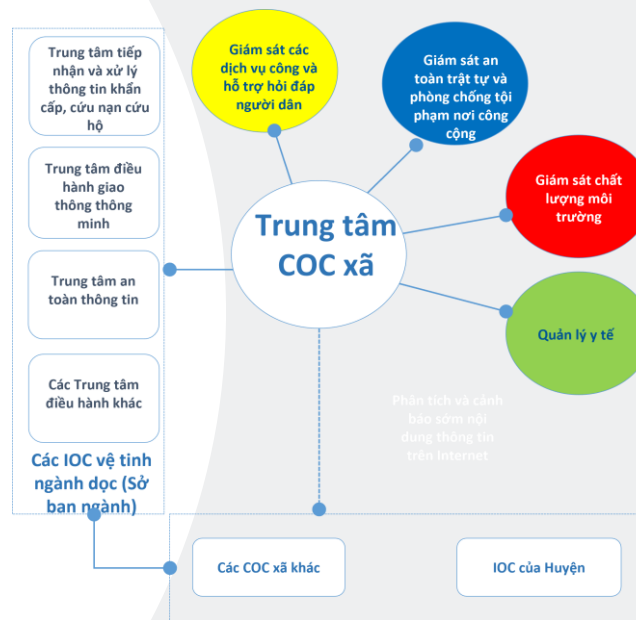 Trung tâm tiếp
nhận và xử lý
thông tin khẩn
cấp, cứu nạn cứu
hộ
Trung tâm điều
hành giao
thông thông
minh
Trung tâm an
toàn thông tin
Các Trung tâm
điều hành khác
Các IOC vệ tinh
ngành dọc (Sở
ban ngành)
Giám sát các
dịch vụ công và
hỗ trợ hỏi đáp
người dân
Giám sát an
toàn trật tự và
phòng chống tội
phạm nơi công
cộng
Giám sát chất
lượng môi
trường
Quản lý y tế
Trung tâm
COC xã
Phân tích và cảnh
báo sớm nội
dung thông tin
trên Internet
Các COC xã khác
IOC của Huyện